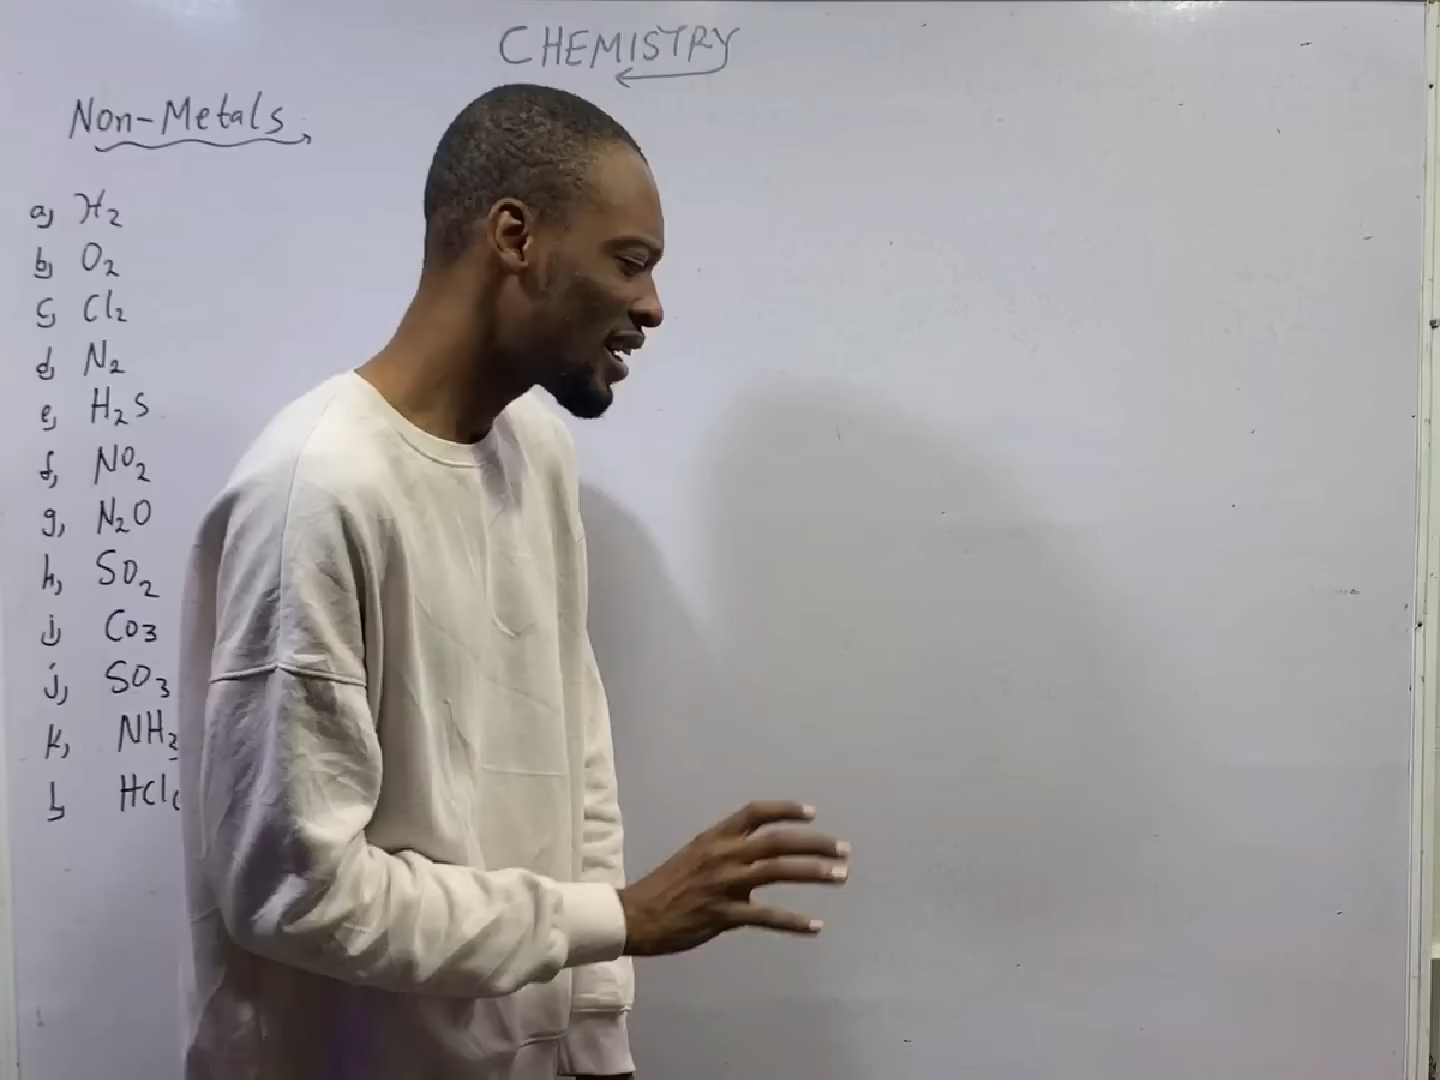 CHEMISTRY
Non-Metals
a, H2
b, O2
c, Cl2
d, N2
e, H2S
f, NO2
g, N2O
h, SO2
i, CO3
j, SO3
k, NH3
l, HCl